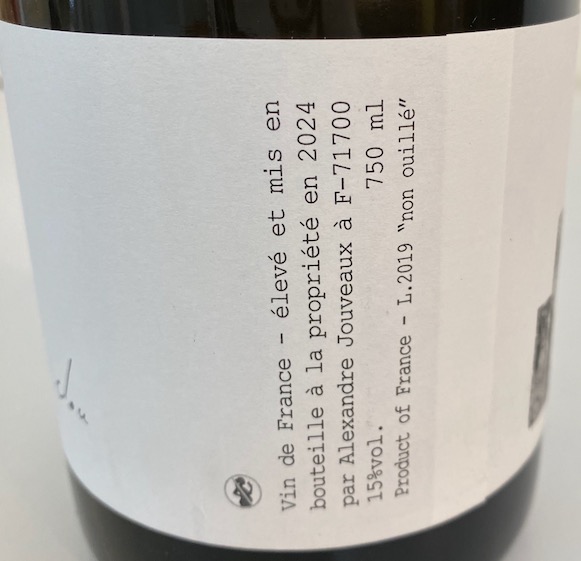 Vin de France - élevé et mis en
bouteille à la propriété en 2024
par Alexandre Jouveaux à F-71700
15%vol. 750 ml
Product of France - L.2019 "non ouillé"